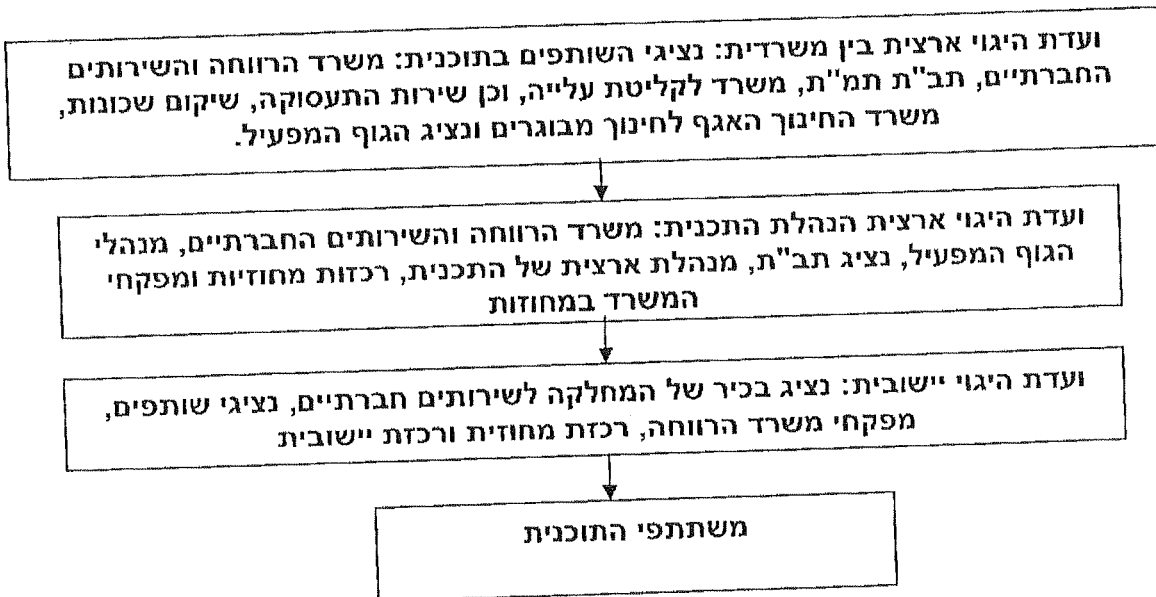 ועדת היגוי ארצית בין משרדית: נציגי השותפים בתוכנית: משרד הרווחה והשירותים
החברתיים, תב"ת תמ"ת, משרד לקליטת עלייה, וכן שירות התעסוקה, שיקום שכונות,
משרד החינוך האגף לחינוך מבוגרים ונציג הגוף המפעיל.
ועדת היגוי ארצית הנהלת התכנית: משרד הרווחה והשירותים החברתיים, מנהלי
הגוף המפעיל, נציג תב"ת, מנהלת ארצית של התכנית, רכזות מחוזיות ומפקחי
המשרד במחוזות
ועדת היגוי יישובית: נציג בכיר של המחלקה לשירותים חברתיים, נציגי שותפים,
מפקחי משרד הרווחה, רכזת מחוזית ורכזת יישובית
משתתפי התוכנית